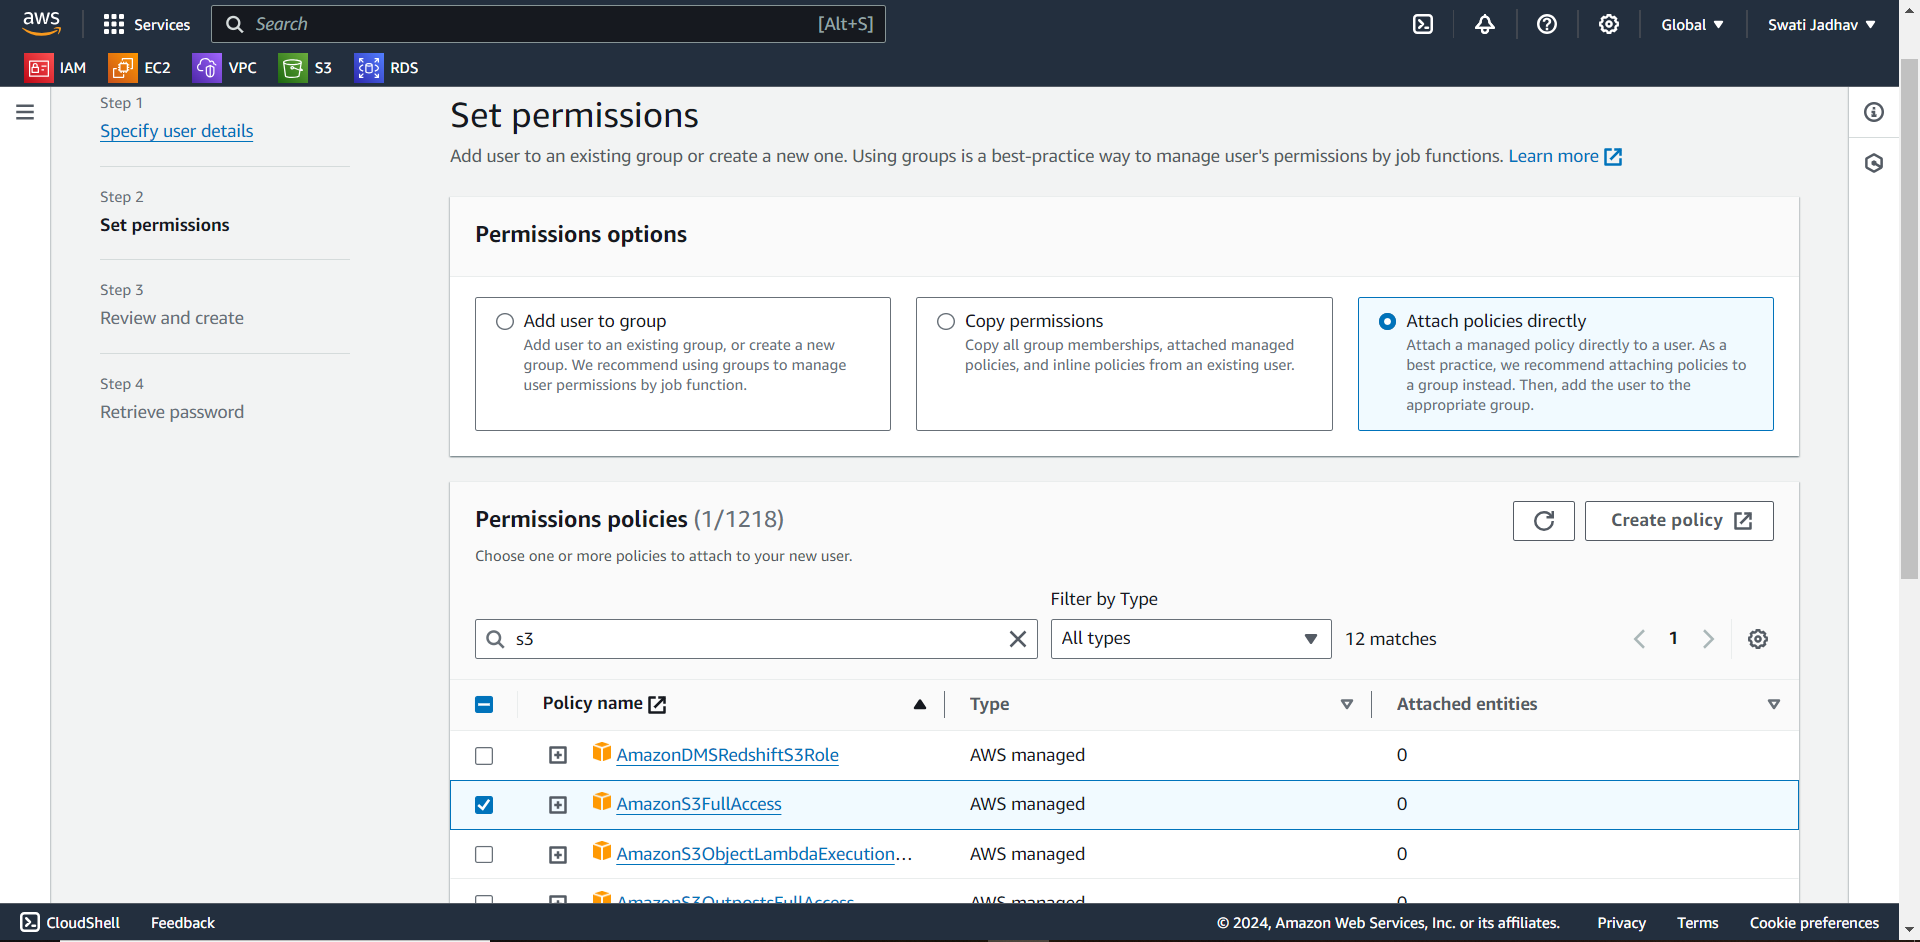 aws
Services
Search
[Alt+S]
Global
Swati Jadhav
IAM
EC2
VPC
S3
RDS
Step 1
Specify user details
Step 2
Set permissions
Step 3
Review and create
Step 4
Retrieve password
Set permissions
Add user to an existing group or create a new one. Using groups is a best-practice way to manage user's permissions by job functions. Learn more
Permissions options
Add user to group
Add user to an existing group, or create a new
group. We recommend using groups to manage
user permissions by job function.
Copy permissions
Copy all group memberships, attached managed
policies, and inline policies from an existing user.
Attach policies directly
Attach a managed policy directly to a user. As a
best practice, we recommend attaching policies to
a group instead. Then, add the user to the
appropriate group.
Permissions policies (1/1218)
Choose one or more policies to attach to your new user.
Create policy
Filter by Type
s3
All types
12 matches
1
Policy name
Type
Attached entities
AmazonDMSRedshiftS3Role
AWS managed
0
AmazonS3FullAccess
AWS managed
0
AmazonS3ObjectLambdaExecution...
AWS managed
0
AmazonS3OutpostsFullAccess
AWS managed
0
CloudShell
Feedback
© 2024, Amazon Web Services, Inc. or its affiliates.
Privacy
Terms
Cookie preferences